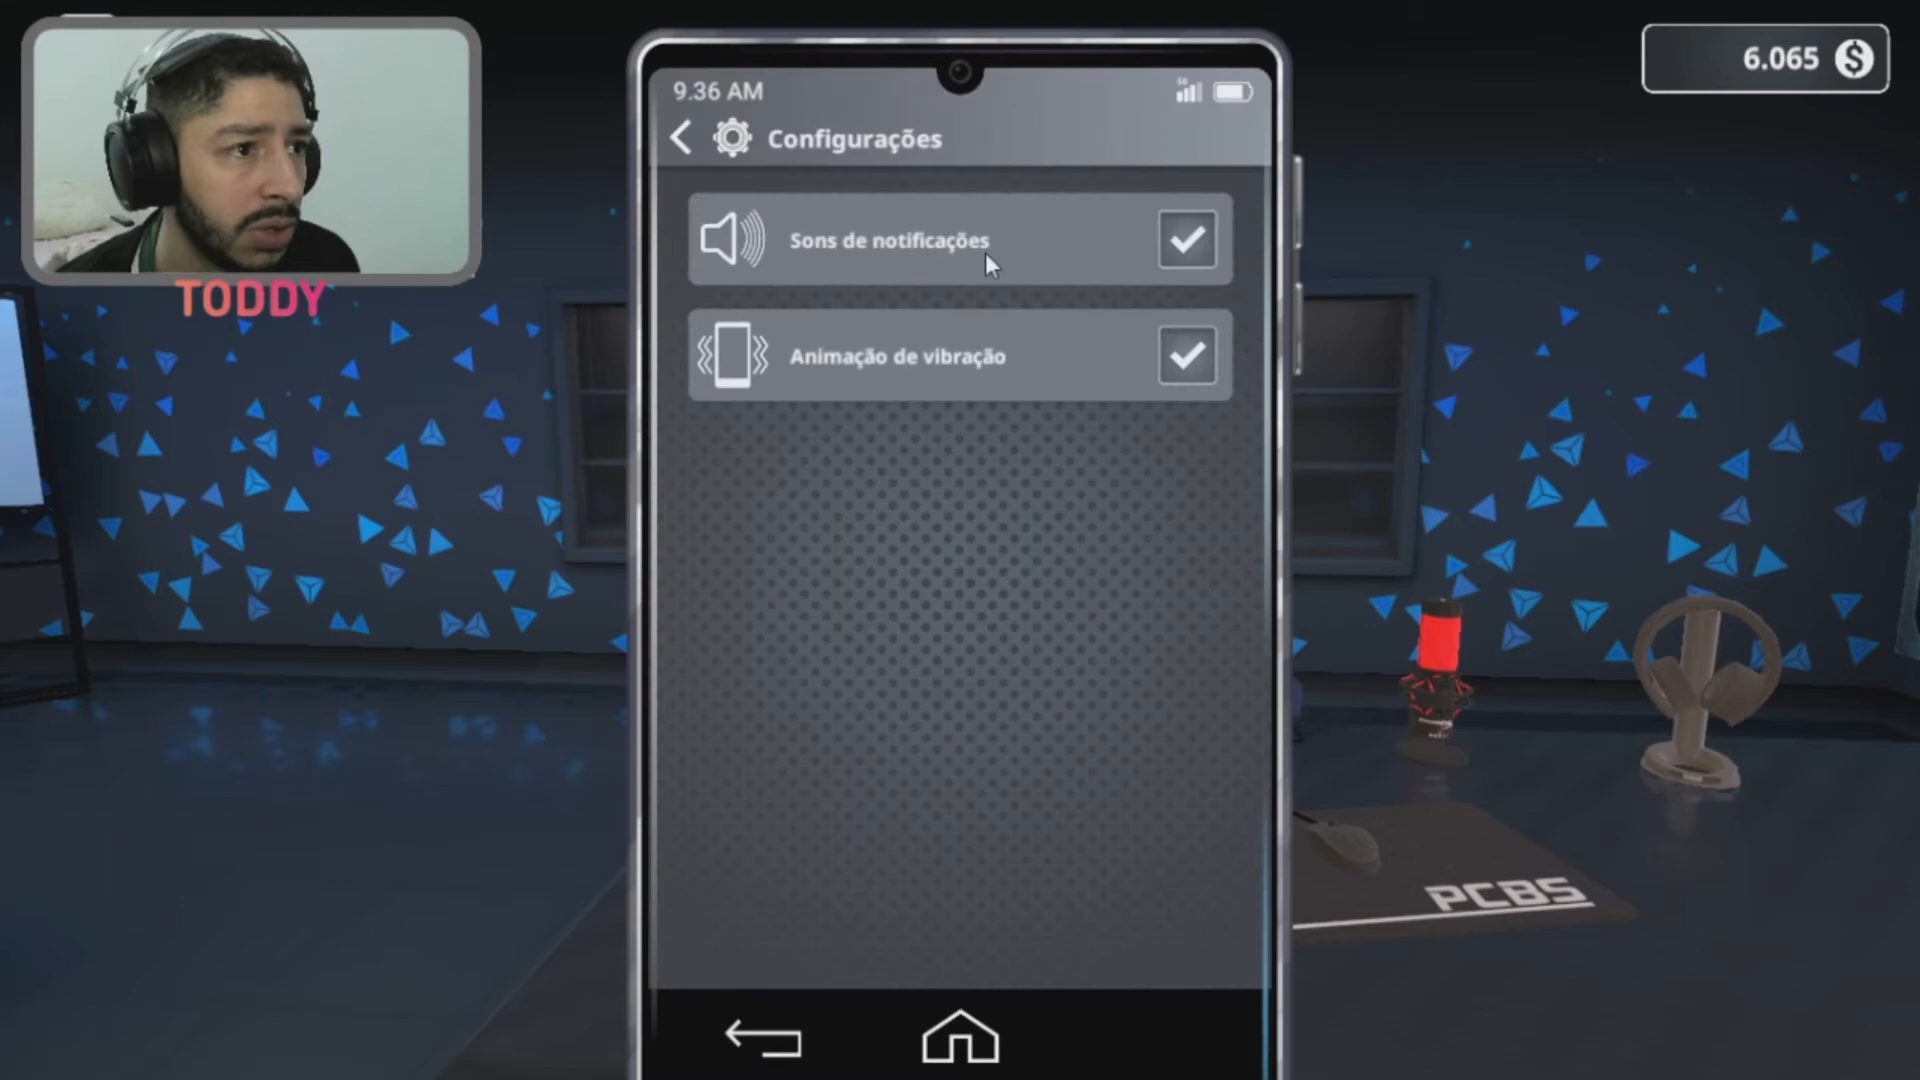 6.065
9.36 AM
Configurações
Sons de notificações
TODDY
Animação de vibração
PCBS